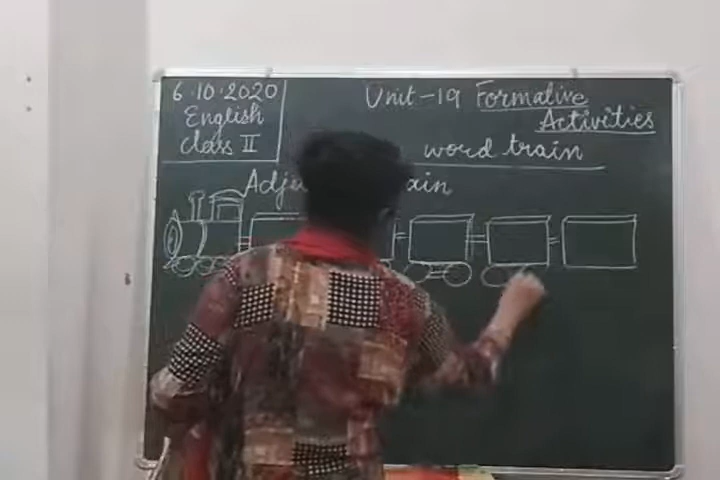 6.10.2020
English
Class II
Unit-19 Formative
Activities
word train